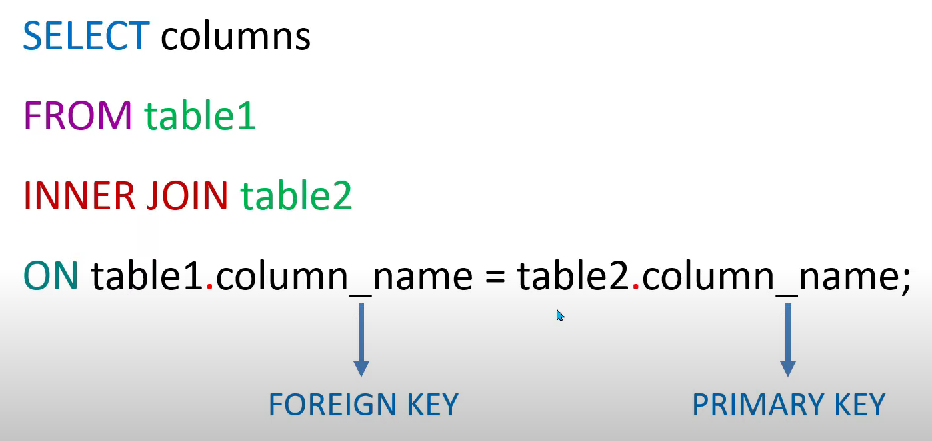 SELECT columns
FROM table1
INNER JOIN table2
ON table1.column_name = table2.column_name;
FOREIGN KEY PRIMARY KEY